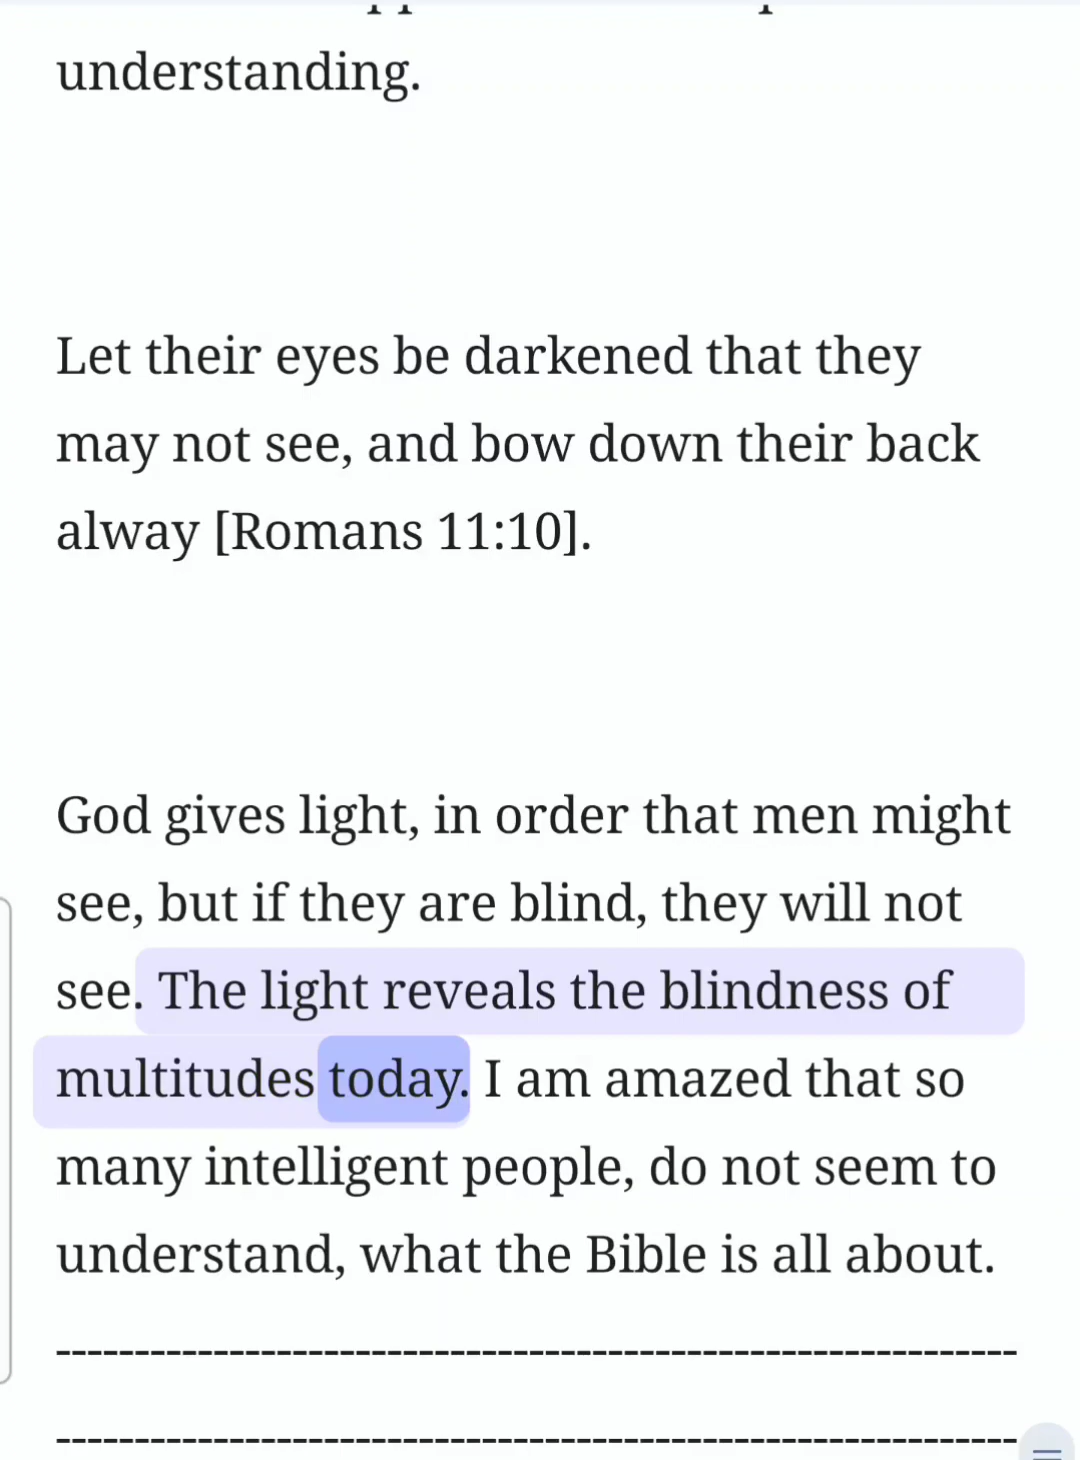 understanding.
Let their eyes be darkened that they
may not see, and bow down their back
alway [Romans 11:10].
God gives light, in order that men might
see, but if they are blind, they will not
see. The light reveals the blindness of
multitudes today. I am amazed that so
many intelligent people, do not seem to
understand, what the Bible is all about.
-------------------------------------------------------------
-------------------------------------------------------------